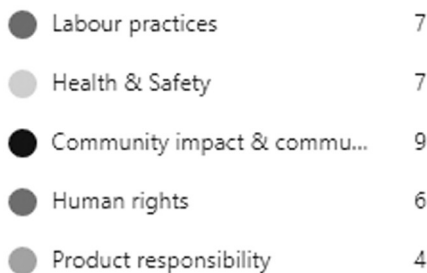 Labour practices 7
Health & Safety 7
Community impact & commu... 9
Human rights 6
Product responsibility 4